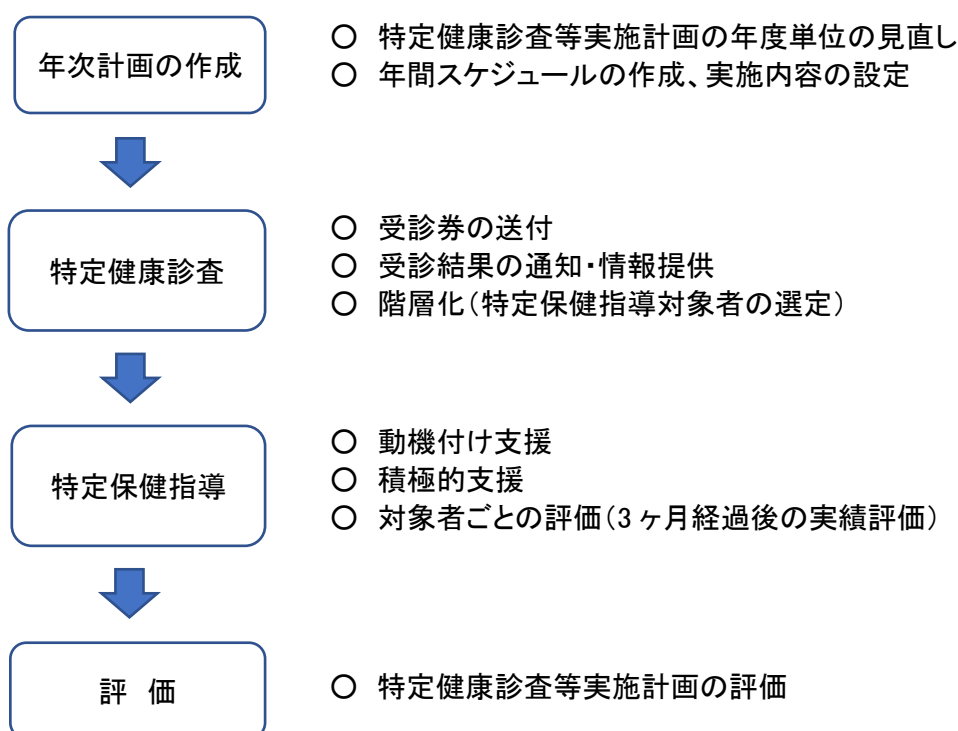 年次計画の作成
○ 特定健康診査等実施計画の年度単位の見直し
○ 年間スケジュールの作成、実施内容の設定
特定健康診査
○ 受診券の送付
○ 受診結果の通知・情報提供
○ 階層化(特定保健指導対象者の選定)
特定保健指導
○ 動機付け支援
○ 積極的支援
○ 対象者ごとの評価(3ヶ月経過後の実績評価)
評 価
○ 特定健康診査等実施計画の評価